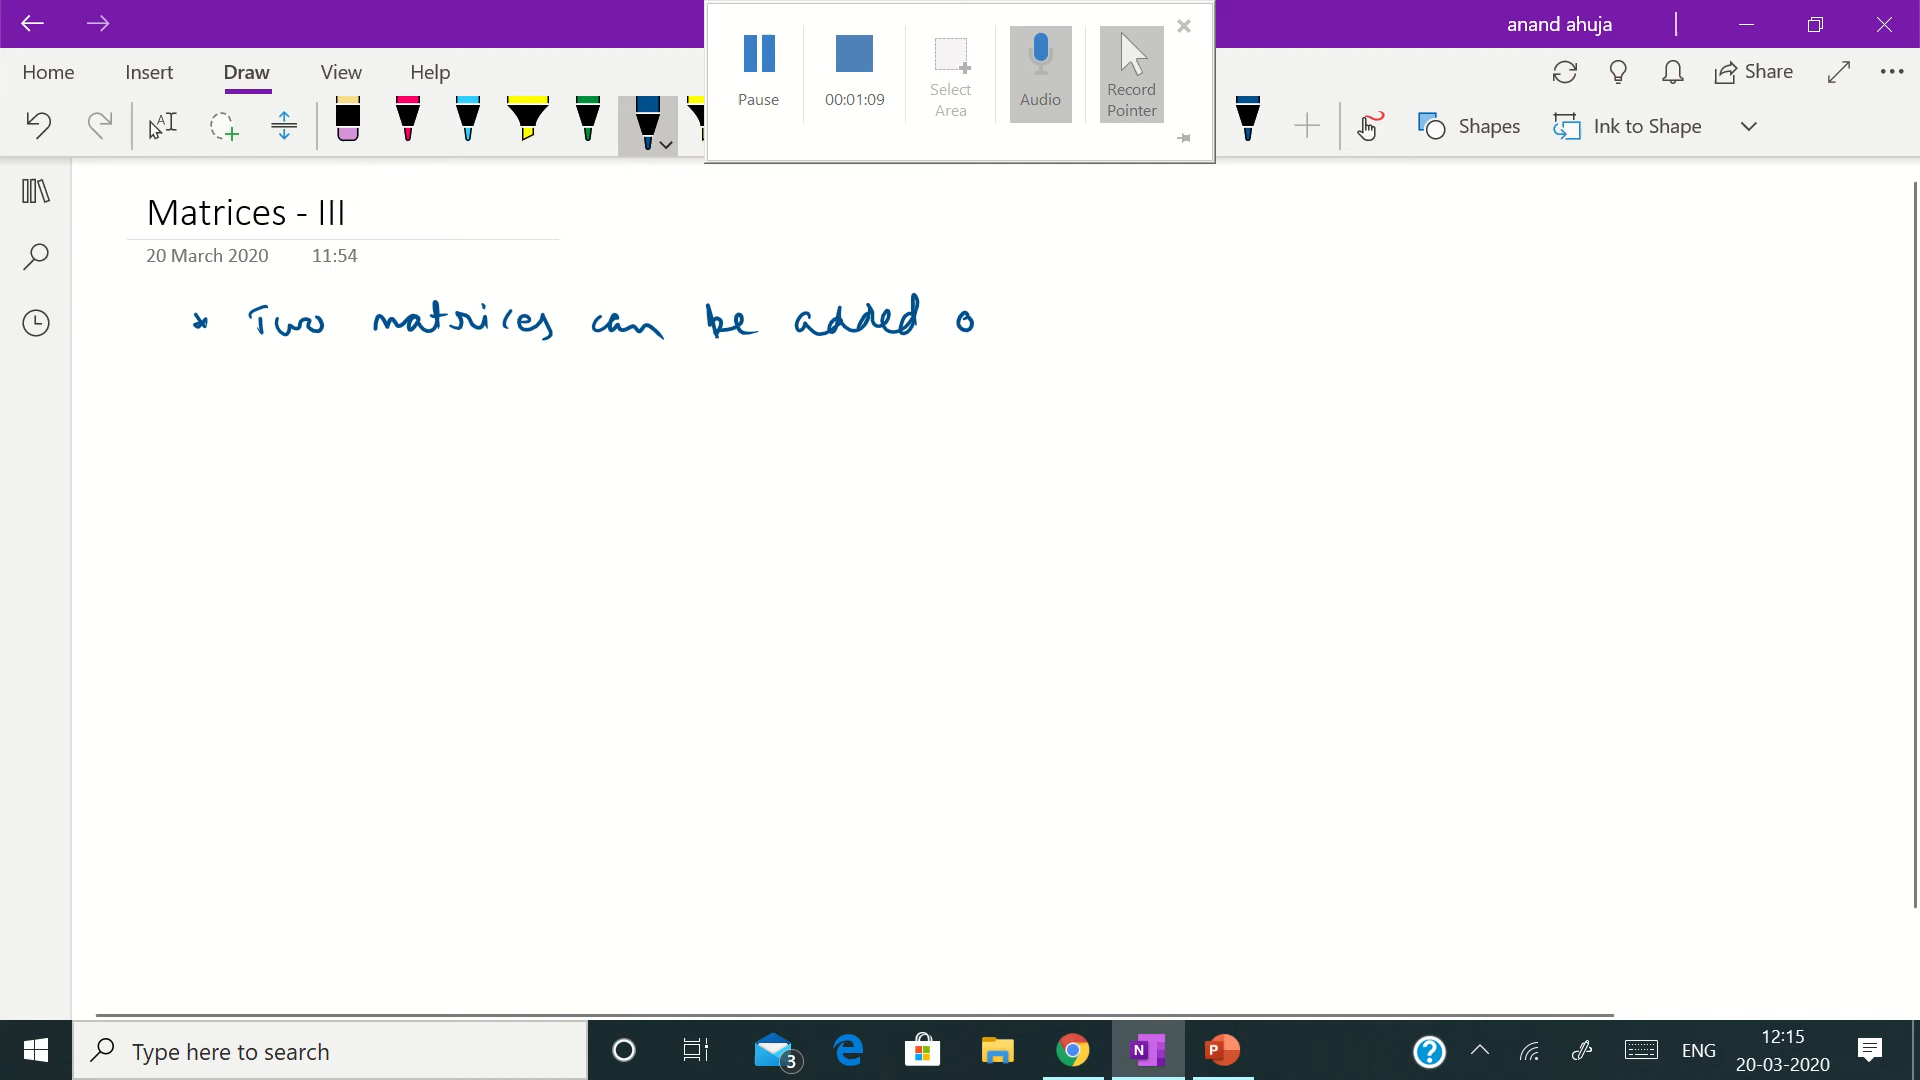 anand ahuja
Home Insert Draw View Help
Share
Pause
00:01:09
Select Area
Audio
Record Pointer
Shapes
Ink to Shape
Matrices - III
20 March 2020 11:54
* Two matrices can be added o
Type here to search
3
ENG
12:15
20-03-2020